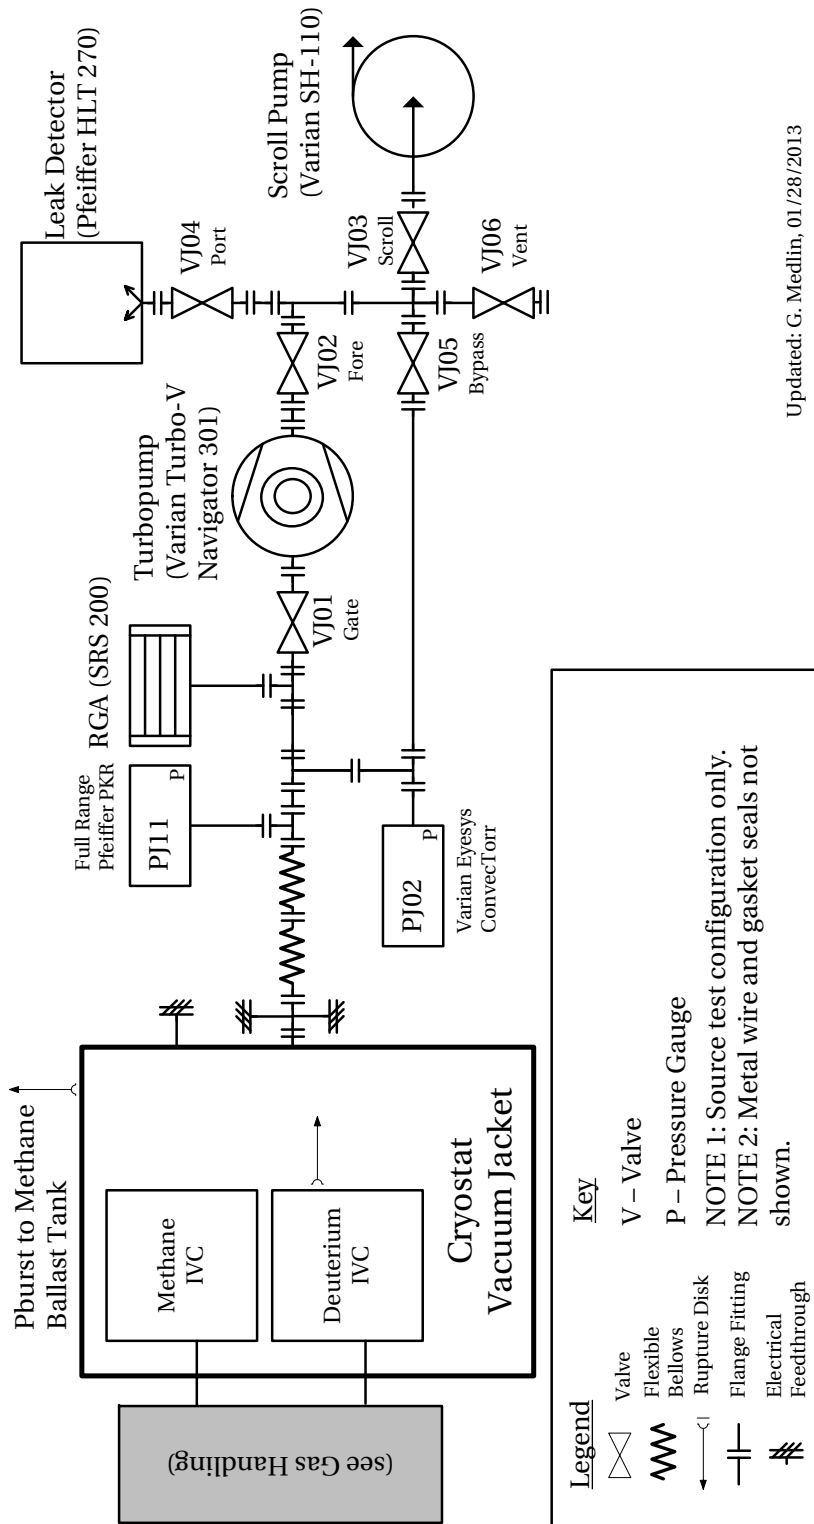 Pburst to Methane
Ballast Tank
(see Gas Handling)
Methane
IVC
Deuterium
IVC
Cryostat
Vacuum Jacket
Full Range
Pfeiffer PKR
PJ11
P
RGA (SRS 200)
PJ02
P
Varian Eyesys
ConvecTorr
VJ01
Gate
Turbopump
(Varian Turbo-V
Navigator 301)
VJ02
Fore
VJ05
Bypass
Leak Detector
(Pfeiffer HLT 270)
VJ04
Port
VJ03
Scroll
VJ06
Vent
Scroll Pump
(Varian SH-110)
Legend
Valve
Flexible
Bellows
Rupture Disk
Flange Fitting
Electrical
Feedthrough
Key
V – Valve
P – Pressure Gauge
NOTE 1: Source test configuration only.
NOTE 2: Metal wire and gasket seals not
shown.
Updated: G. Medlin, 01/28/2013